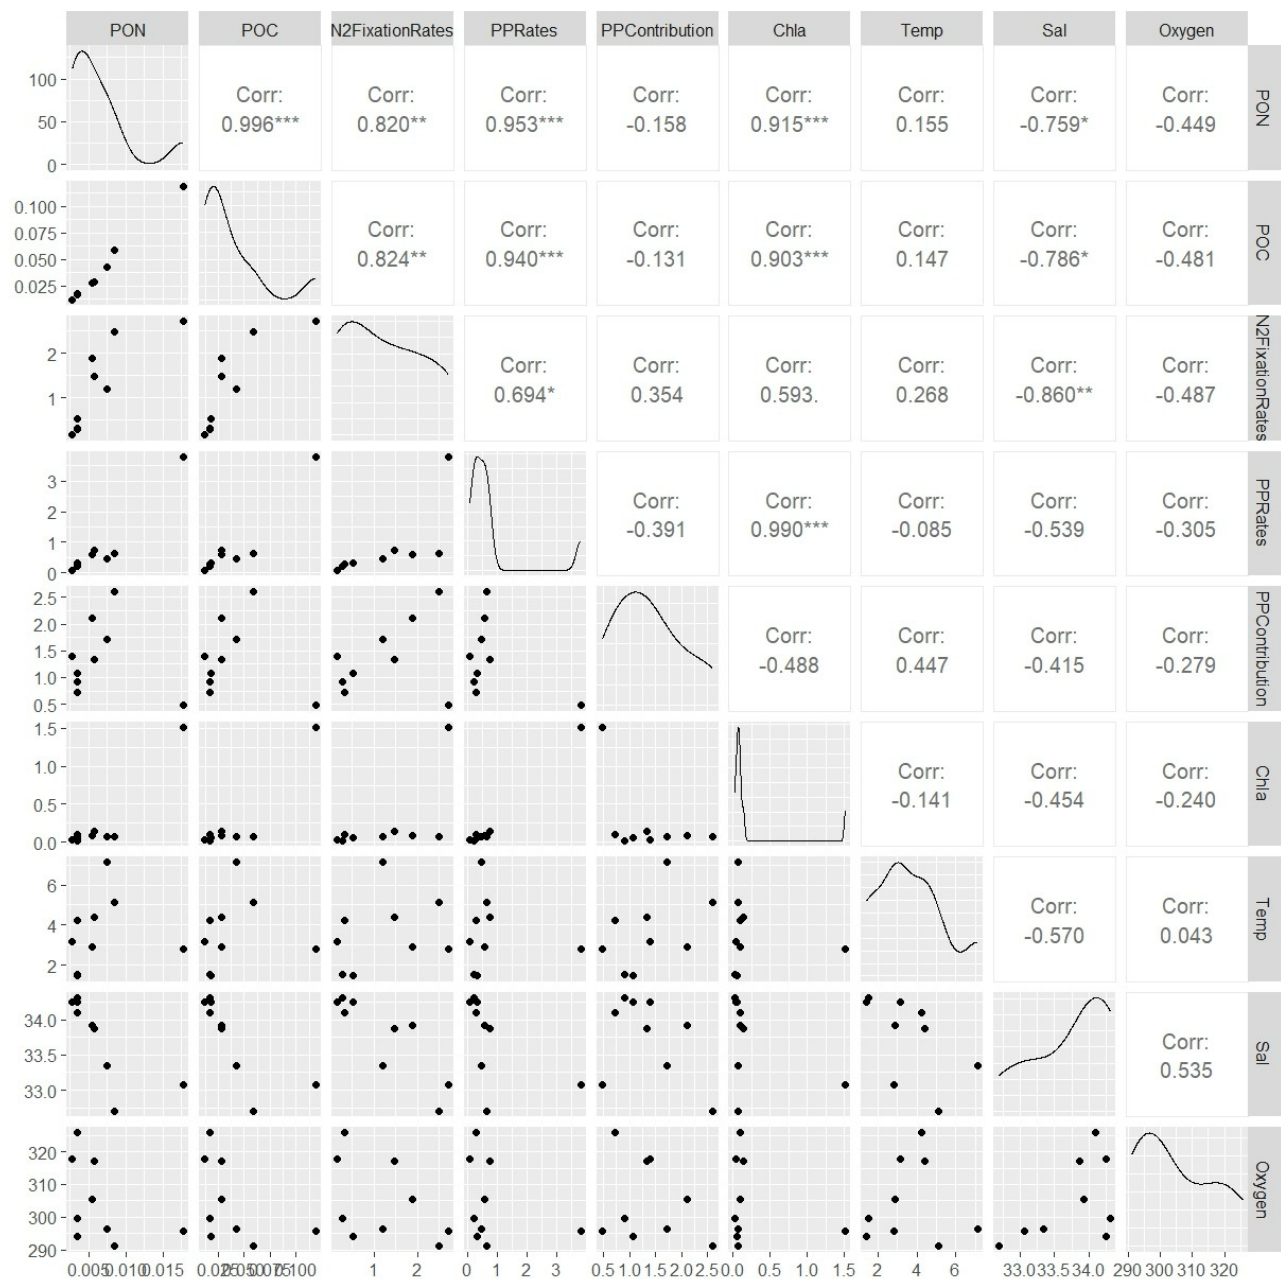 PON POC N2FixationRates PPRates PPContribution Chla Temp Sal Oxygen
100
50
0
Corr:
0.996***
Corr:
0.820**
Corr:
0.953***
Corr:
-0.158
Corr:
0.915***
Corr:
0.155
Corr:
-0.759*
Corr:
-0.449
PON
0.100
0.075
0.050
0.025
Corr:
0.824**
Corr:
0.940***
Corr:
-0.131
Corr:
0.903***
Corr:
0.147
Corr:
-0.786*
Corr:
-0.481
POC
2
1
Corr:
0.694*
Corr:
0.354
Corr:
0.593.
Corr:
0.268
Corr:
-0.860**
Corr:
-0.487
N2FixationRates
3
2
1
0
Corr:
-0.391
Corr:
0.990***
Corr:
-0.085
Corr:
-0.539
Corr:
-0.305
PPRates
2.5
2.0
1.5
1.0
0.5
Corr:
-0.488
Corr:
0.447
Corr:
-0.415
Corr:
-0.279
PPContribution
1.5
1.0
0.5
0.0
Corr:
-0.141
Corr:
-0.454
Corr:
-0.240
Chla
6
4
2
Corr:
-0.570
Corr:
0.043
Temp
34.0
33.5
33.0
Corr:
0.535
Sal
320
310
300
290
Oxygen
0.005 0.010 0.015 0.025 0.050 0.075 0.100 1 2 0 1 2 3 0.5 1.0 1.5 2.0 2.5 0.0 0.5 1.0 1.5 2 4 6 33.0 33.5 34.0 290 300 310 320